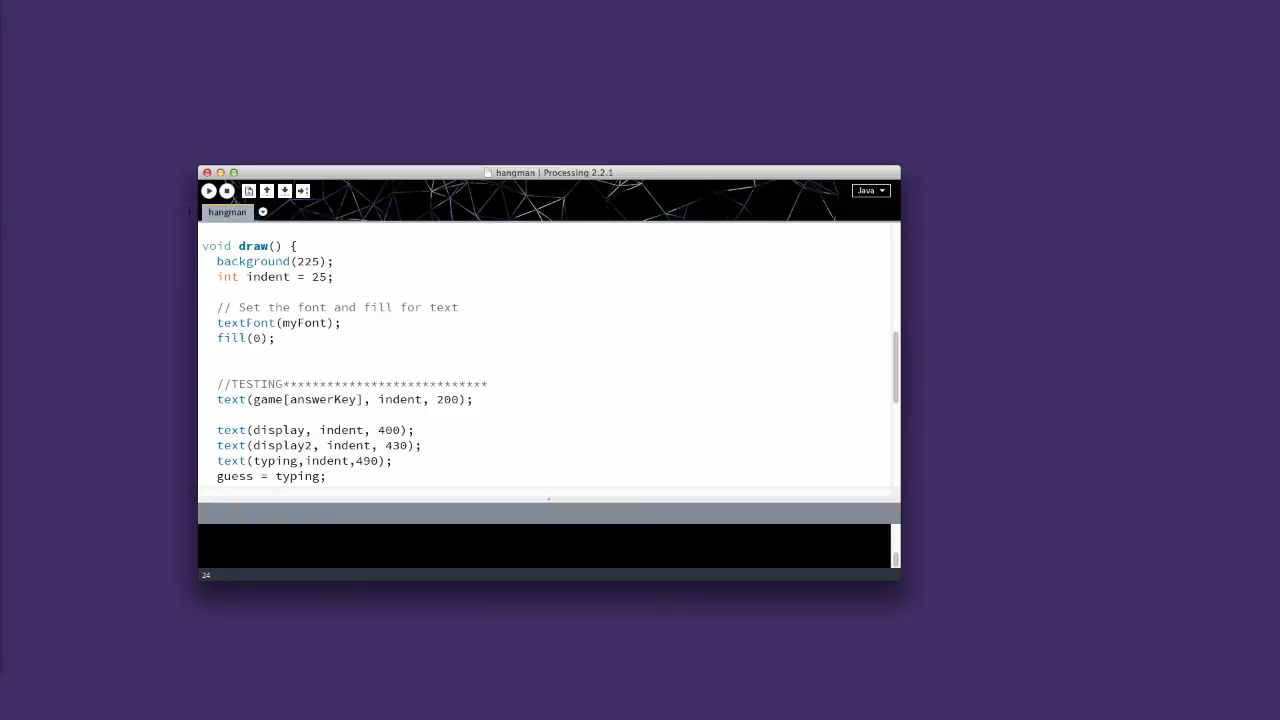 hangman | Processing 2.2.1
Java
hangman
void draw() {
background(225);
int indent = 25;
// Set the font and fill for text
textFont(myFont);
fill(0);
//TESTING****************************
text(game[answerKey], indent, 200);
text(display, indent, 400);
text(display2, indent, 430);
text(typing,indent,490);
guess = typing;
24